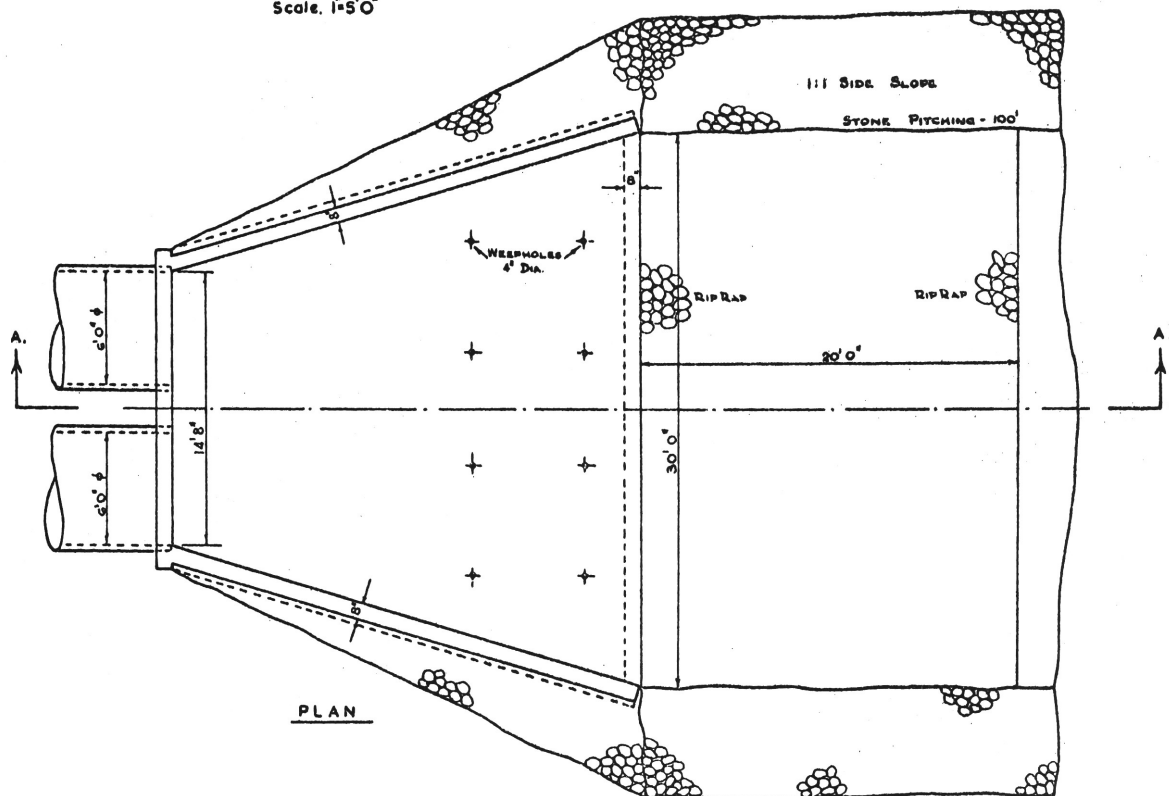 Scale, 1"=5'0"
1:1 SIDE SLOPE
STONE PITCHING - 100'
8"
8"
WEEPHOLES
4" DIA.
RIP RAP
RIP RAP
6'0" ϕ
A.
A
20'0"
14'8"
30'0"
6'0" ϕ
8"
PLAN